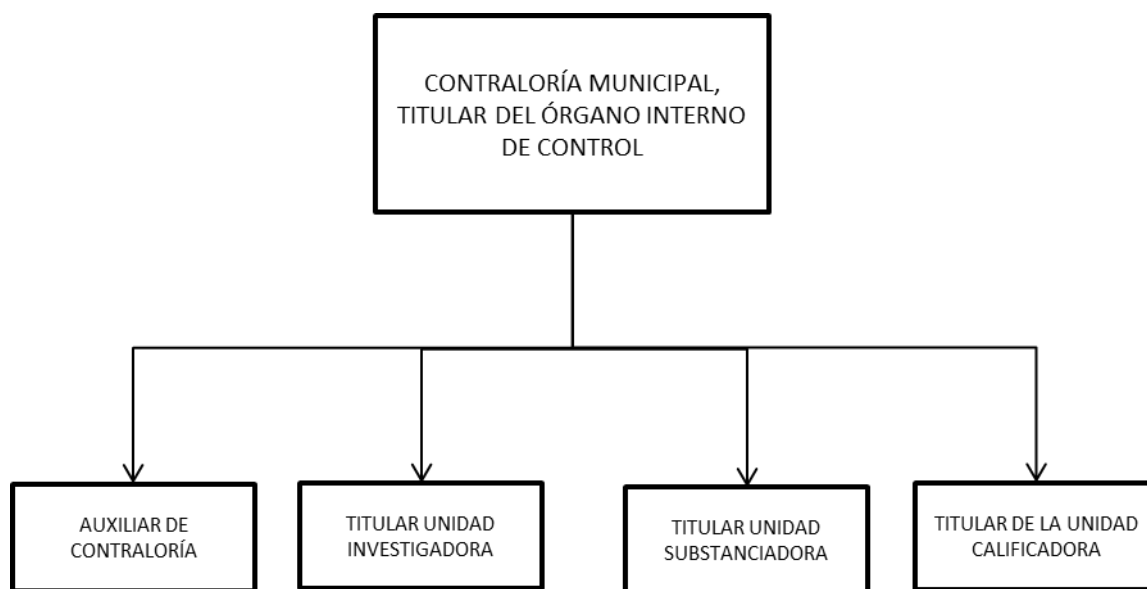 CONTRALORÍA MUNICIPAL,
TITULAR DEL ÓRGANO INTERNO
DE CONTROL
AUXILIAR DE
CONTRALORÍA
TITULAR UNIDAD
INVESTIGADORA
TITULAR UNIDAD
SUBSTANCIADORA
TITULAR DE LA UNIDAD
CALIFICADORA